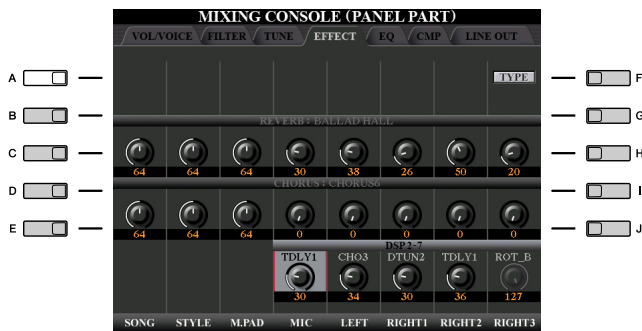 MIXING CONSOLE (PANEL PART)
VOL/VOICE FILTER TUNE EFFECT EQ CMP LINE OUT
A TYPE F
B G
REVERB : BALLAD HALL
C H
64 64 64 30 38 26 50 20
CHORUS : CHORUS6
D I
64 64 64 0 0 0 0 0
E J
DSP 2-7
TDLY1 CHO3 DTUN2 TDLY1 ROT_B
30 34 30 36 127
SONG STYLE M.PAD MIC LEFT RIGHT1 RIGHT2 RIGHT3